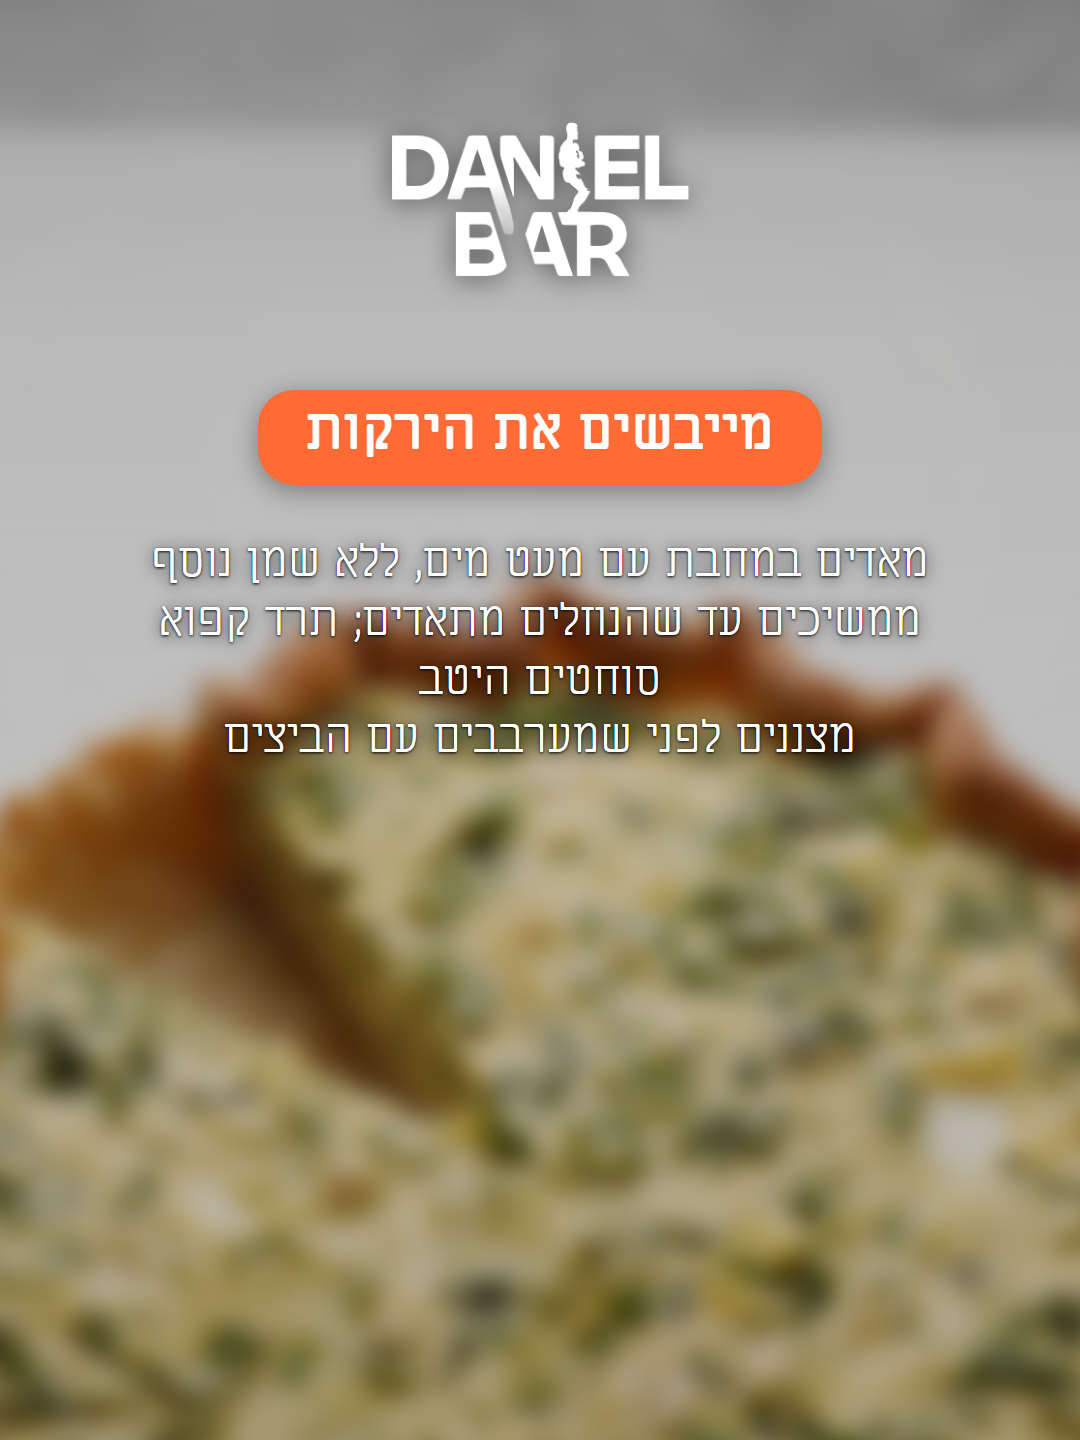 DANIEL
BAR
מייבשים את הירקות
מאדים במחבת עם מעט מים, ללא שמן נוסף
ממשיכים עד שהנוזלים מתאדים; תרד קפוא
סוחטים היטב
מצננים לפני שמערבבים עם הביצים